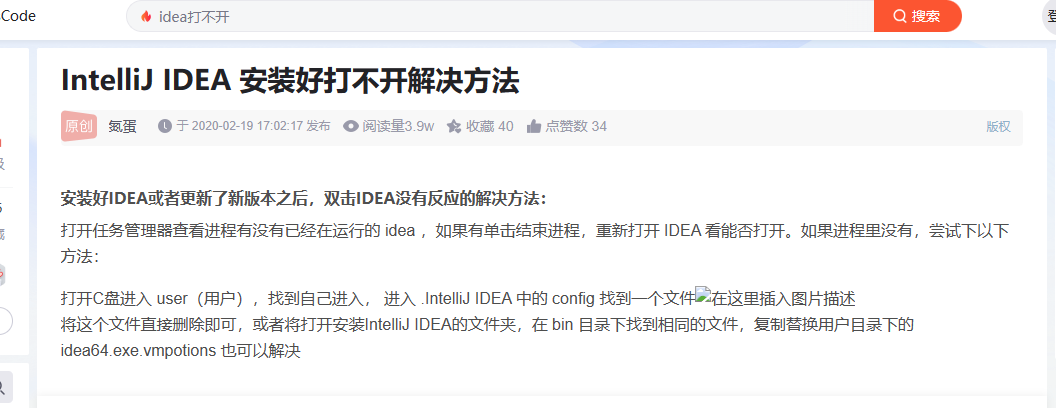 Code
idea打不开
搜索
登
IntelliJ IDEA 安装好打不开解决方法
原创 氮蛋 于 2020-02-19 17:02:17 发布 阅读量3.9w 收藏 40 点赞数 34 版权
安装好IDEA或者更新了新版本之后，双击IDEA没有反应的解决方法：
打开任务管理器查看进程有没有已经在运行的 idea ，如果有单击结束进程，重新打开 IDEA 看能否打开。如果进程里没有，尝试下以下
方法：
打开C盘进入 user（用户），找到自己进入， 进入 .IntelliJ IDEA 中的 config 找到一个文件在这里插入图片描述
将这个文件直接删除即可，或者将打开安装IntelliJ IDEA的文件夹，在 bin 目录下找到相同的文件，复制替换用户目录下的
idea64.exe.vmpotions 也可以解决